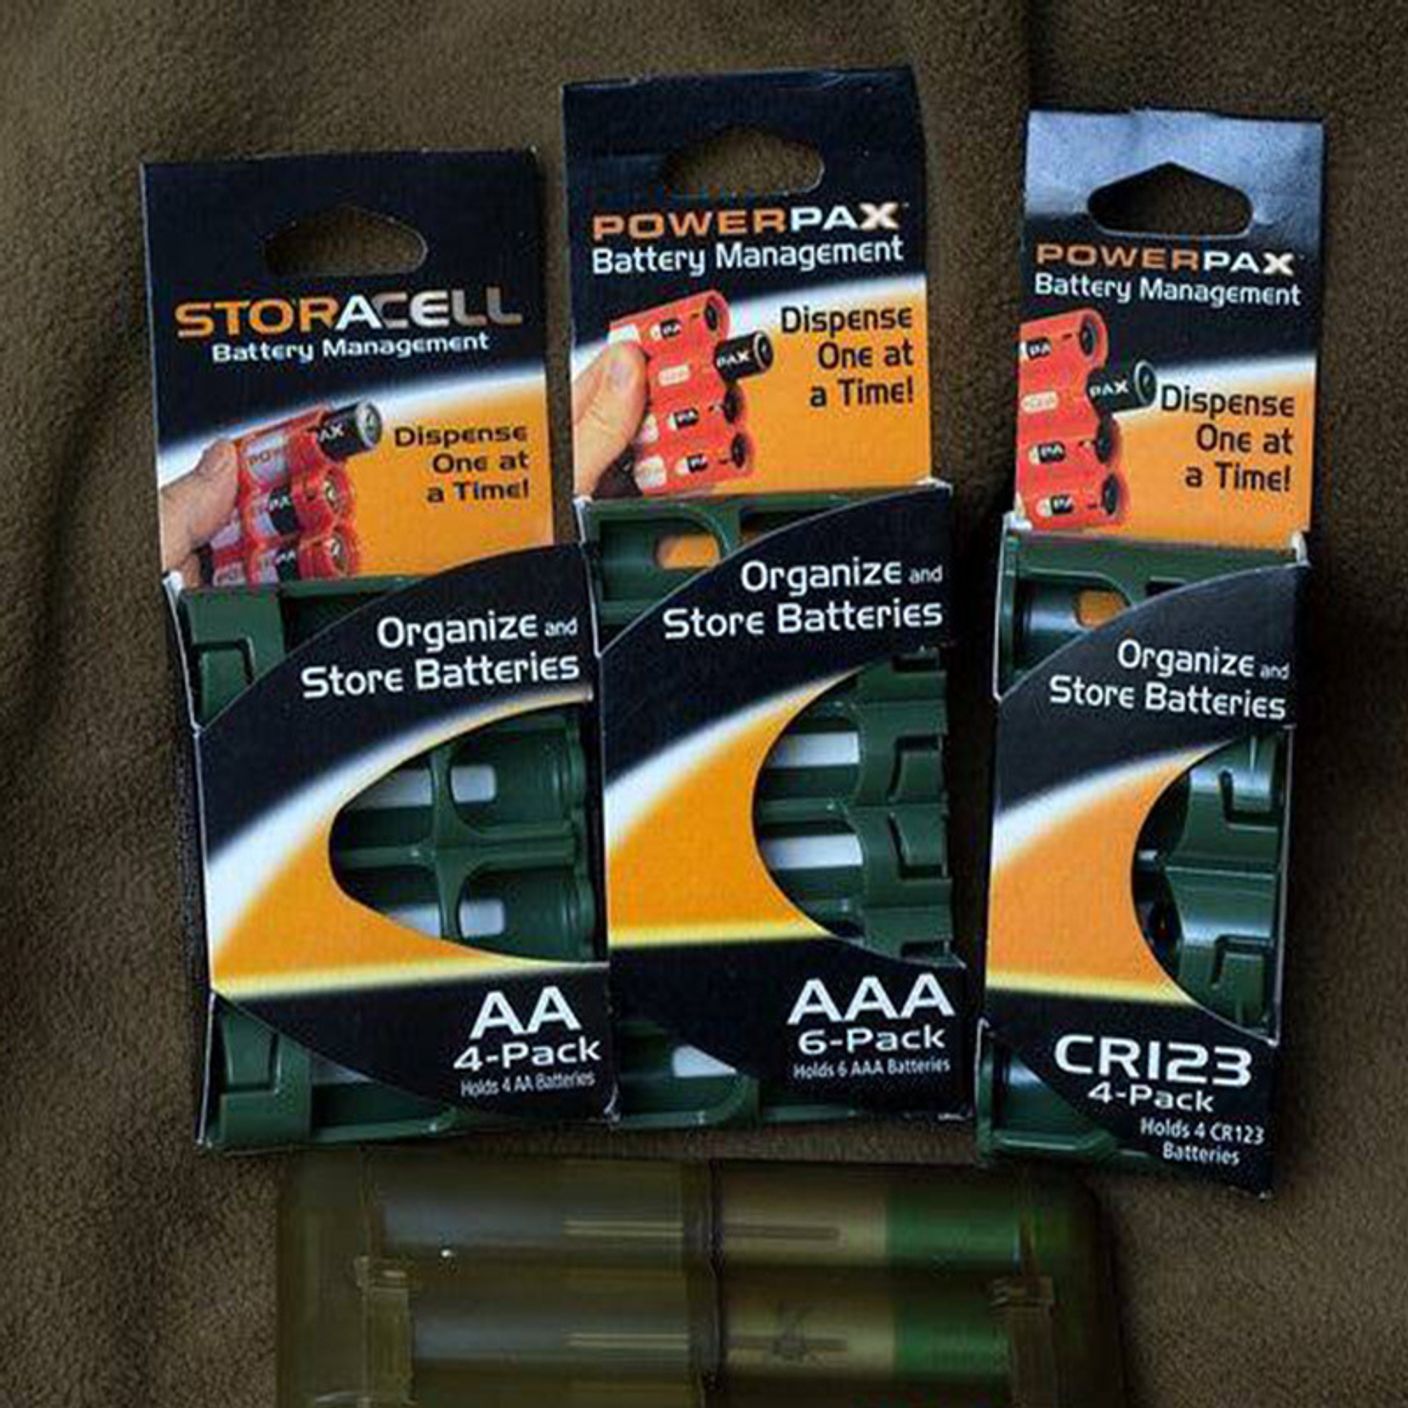 STORACELL
Battery Management
Dispense
One at
a Time!
Organize and
Store Batteries
AA
4-Pack
Holds 4 AA Batteries
POWERPAX
Battery Management
PAX
Dispense
One at
a Time!
Organize and
Store Batteries
AAA
6-Pack
Holds 6 AAA Batteries
POWERPAX
Battery Management
PAX
Dispense
One at
a Time!
Organize and
Store Batteries
CR123
4-Pack
Holds 4 CR123
Batteries